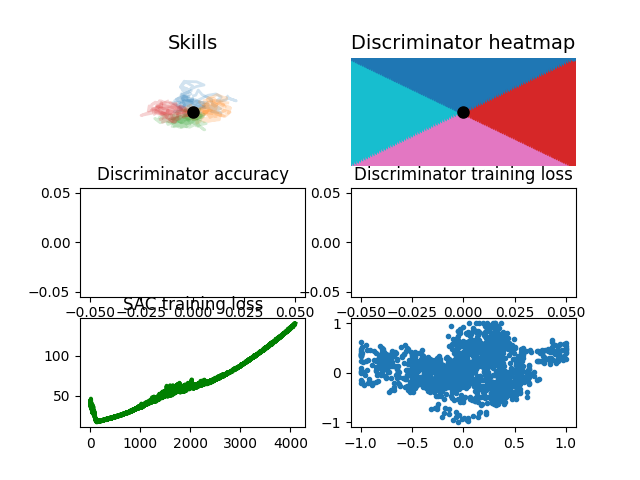 Skills
Discriminator heatmap
Discriminator accuracy
Discriminator training loss
0.05
0.00
−0.05
−0.050 −0.025 0.000 0.025 0.050
0.05
0.00
−0.05
−0.050 −0.025 0.000 0.025 0.050
SAC training loss
100
50
0 1000 2000 3000 4000
1
0
−1
−1.0 −0.5 0.0 0.5 1.0